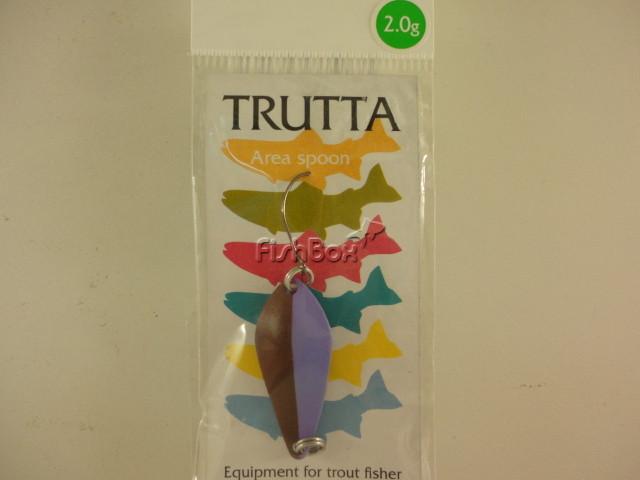 2.0g
TRUTTA
Area spoon
FishBox
Equipment for trout fisher